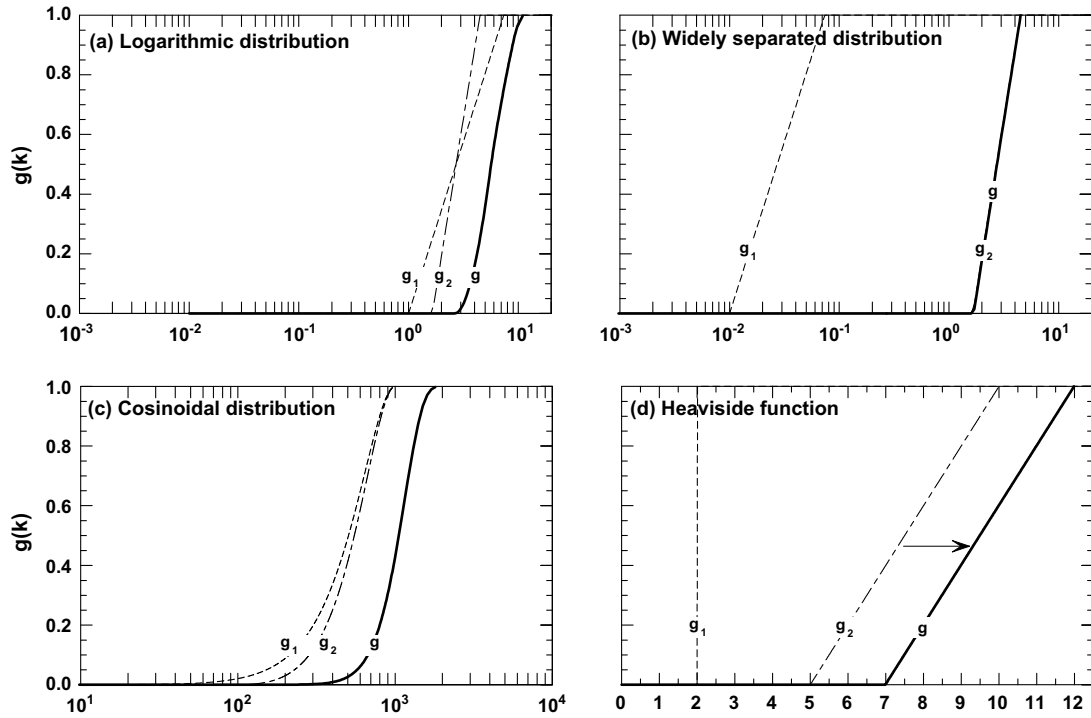 (a) Logarithmic distribution
(b) Widely separated distribution
g(k)
1.0
0.8
0.6
0.4
0.2
0.0
g₁
g₂
g
g₁
g₂
g
10⁻³ 10⁻² 10⁻¹ 10⁰ 10¹
10⁻³ 10⁻² 10⁻¹ 10⁰ 10¹
(c) Cosinoidal distribution
(d) Heaviside function
g(k)
1.0
0.8
0.6
0.4
0.2
0.0
g₁
g₂
g
g₁
g₂
g
10¹ 10² 10³ 10⁴
0 1 2 3 4 5 6 7 8 9 10 11 12